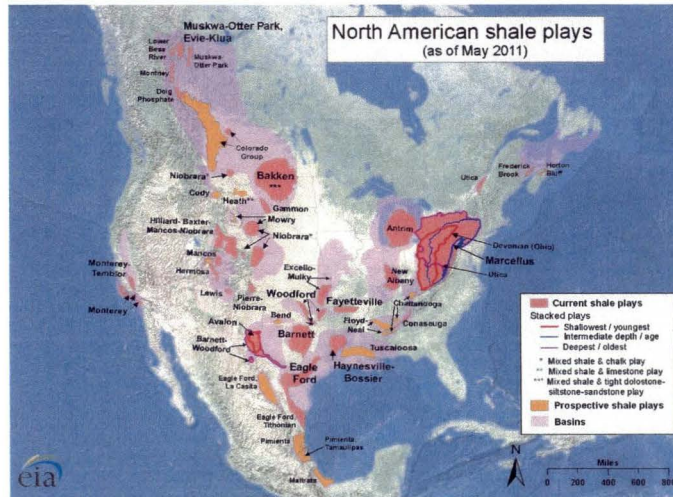 North American shale plays
(as of May 2011)
Muskwa-Otter Park,
Evie-Klua
Lower
Besa
River
Muskwa-
Otter Park
Montney
Doig
Phosphate
Colorado
Group
Niobrara*
Bakken
***
Cody
Heath**
Gammon
Mowry
Hilliard-Baxter-
Mancos-Niobrara
Niobrara*
Mancos
Hermosa
Lewis
Pierre-
Niobrara
Monterey-
Temblor
Monterey
Excello-
Mulky
Woodford
Fayetteville
Bend
Avalon
Barnett-
Woodford
Barnett
Floyd-
Neal
Chattanooga
Conasauga
Tuscaloosa
Haynesville-
Bossier
Eagle
Ford
Eagle Ford,
La Casita
Eagle Ford,
Tithonian
Pimienta
Pimienta,
Tamaulipas
Maltrata
Antrim
New
Albany
Devonian (Ohio)
Marcellus
Utica
Utica
Frederick
Brook
Horton
Bluff*
Current shale plays
Stacked plays
Shallowest / youngest
Intermediate depth / age
Deepest / oldest
* Mixed shale & chalk play
** Mixed shale & limestone play
*** Mixed shale & tight dolostone-
siltstone-sandstone play
Prospective shale plays
Basins
N
Miles
0 200 400 600 800
eia